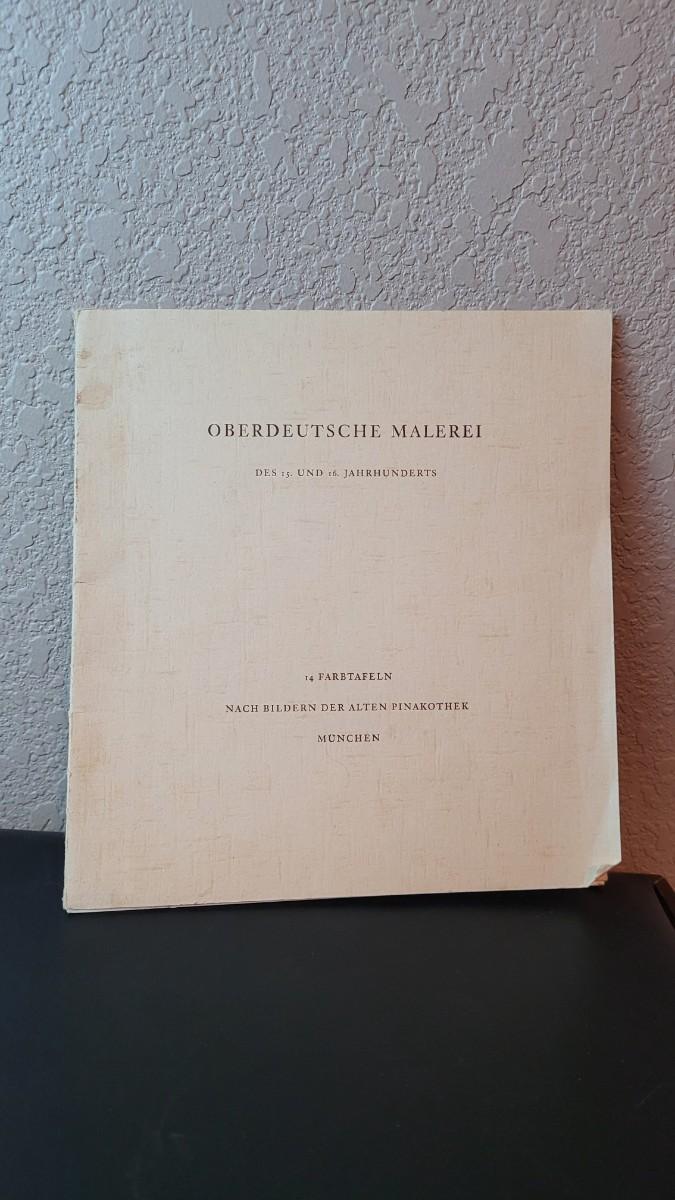 OBERDEUTSCHE MALEREI
DES 15. UND 16. JAHRHUNDERTS
14 FARBTAFELN
NACH BILDERN DER ALTEN PINAKOTHEK
MÜNCHEN